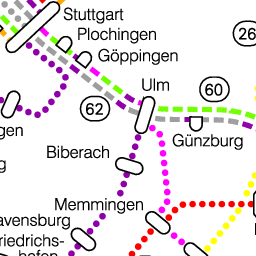 Stuttgart
Plochingen
Göppingen
26
Ulm
60
62
gen
Günzburg
Biberach
g
Memmingen
avensburg
riedrichs-
hafen